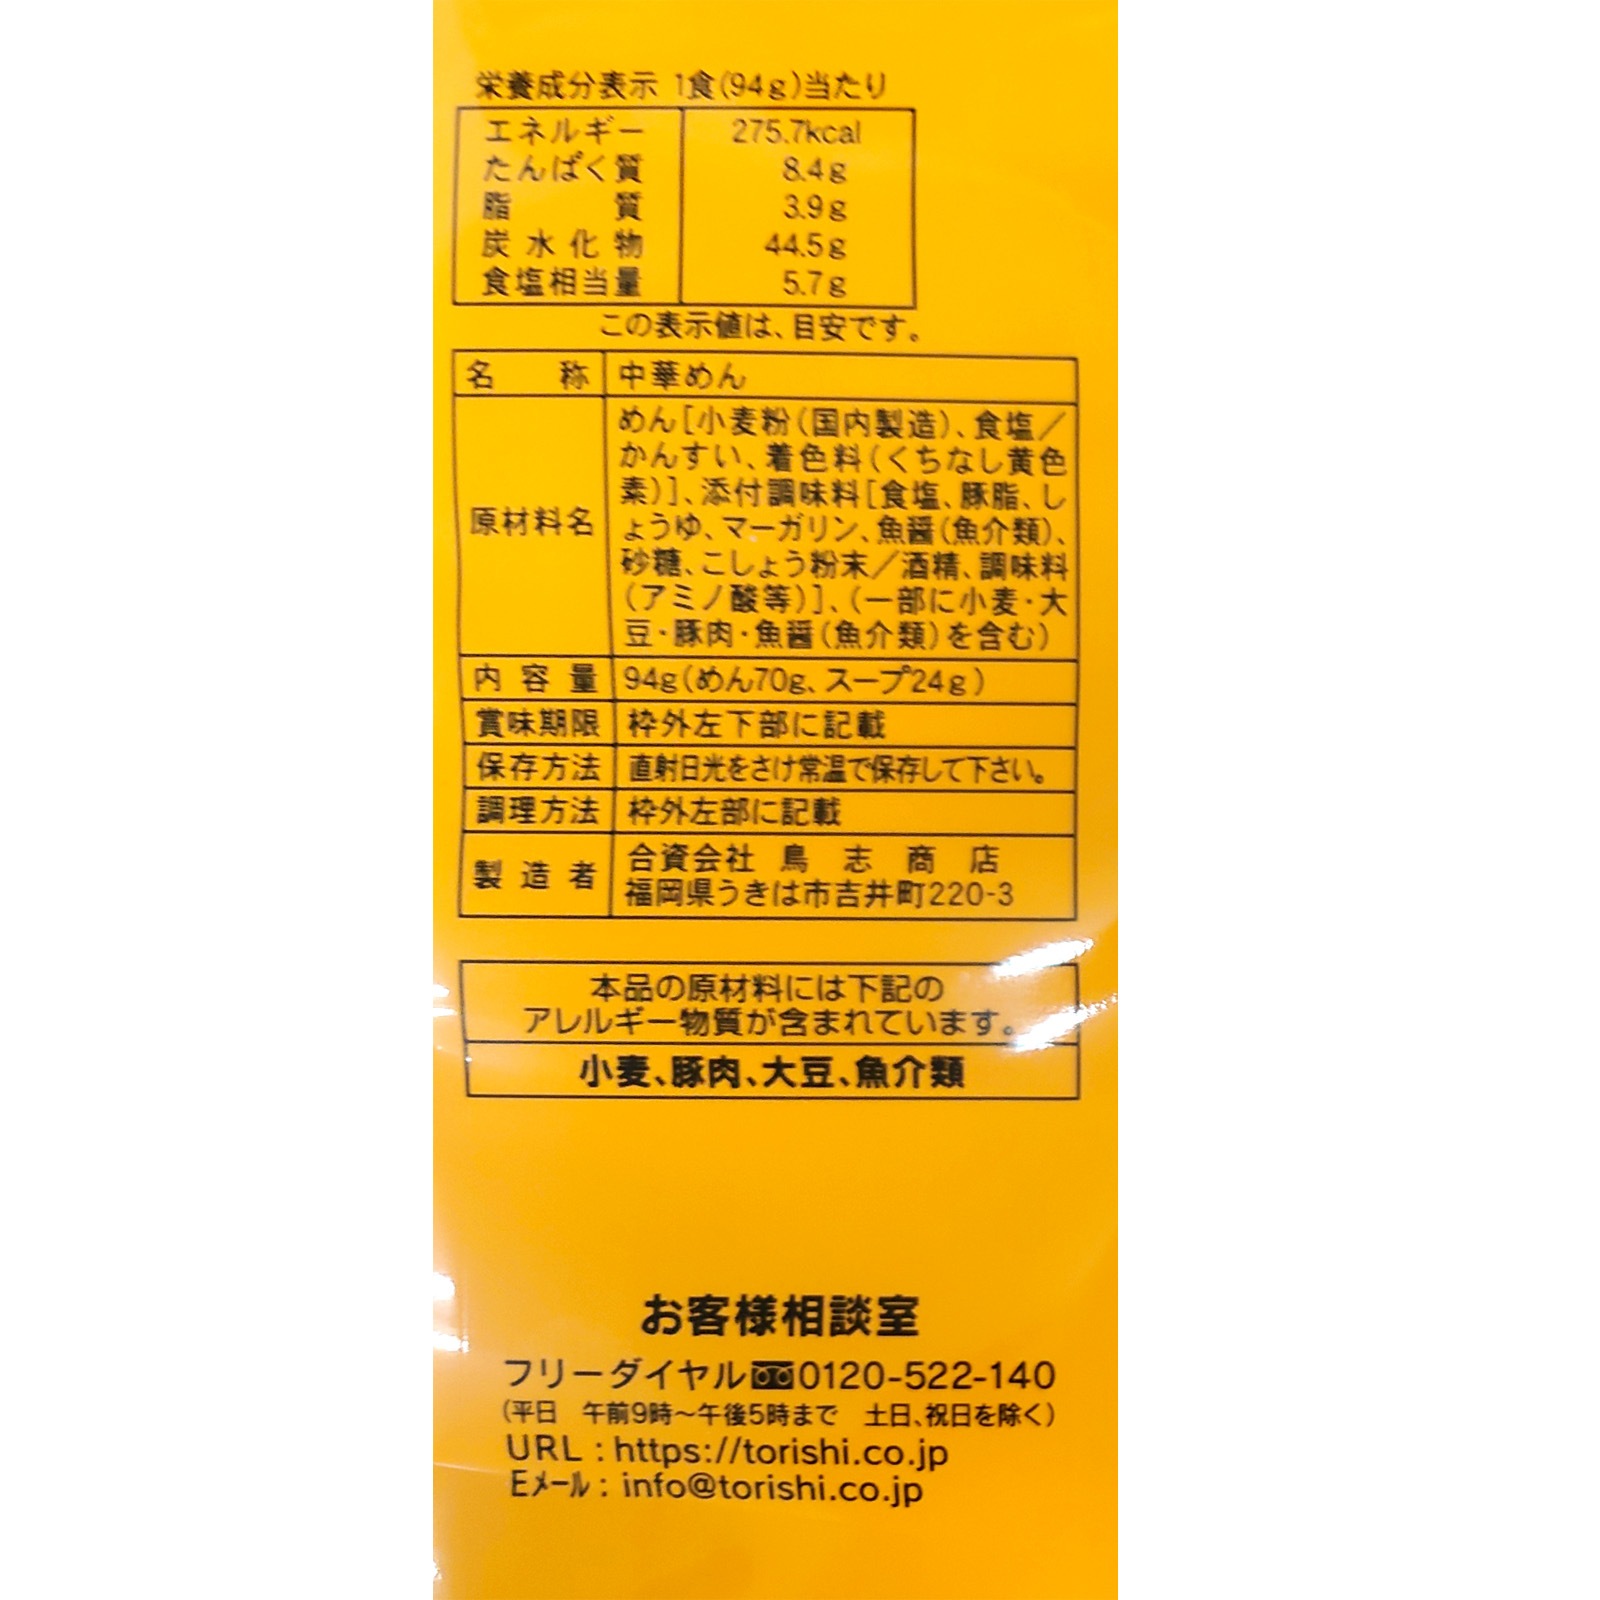 栄養成分表示 1食(94g)当たり
エネルギー 275.7kcal
たんぱく質 8.4g
脂質 3.9g
炭水化物 44.5g
食塩相当量 5.7g
この表示値は、目安です。
名称 中華めん
原材料名 めん[小麦粉(国内製造)、食塩/
かんすい、着色料(くちなし黄色
素)]、添付調味料[食塩、豚脂、し
ょうゆ、マーガリン、魚醤(魚介類)、
砂糖、こしょう粉末/酒精、調味料
(アミノ酸等)]、(一部に小麦・大
豆・豚肉・魚醤(魚介類)を含む)
内容量 94g(めん70g、スープ24g)
賞味期限 枠外左下部に記載
保存方法 直射日光をさけ常温で保存して下さい。
調理方法 枠外左部に記載
製造者 合資会社 鳥志商店
福岡県うきは市吉井町220-3
本品の原材料には下記の
アレルギー物質が含まれています。
小麦、豚肉、大豆、魚介類
お客様相談室
フリーダイヤル0120-522-140
(平日 午前9時~午後5時まで 土日、祝日を除く)
URL:https://torishi.co.jp
Eメール:info@torishi.co.jp